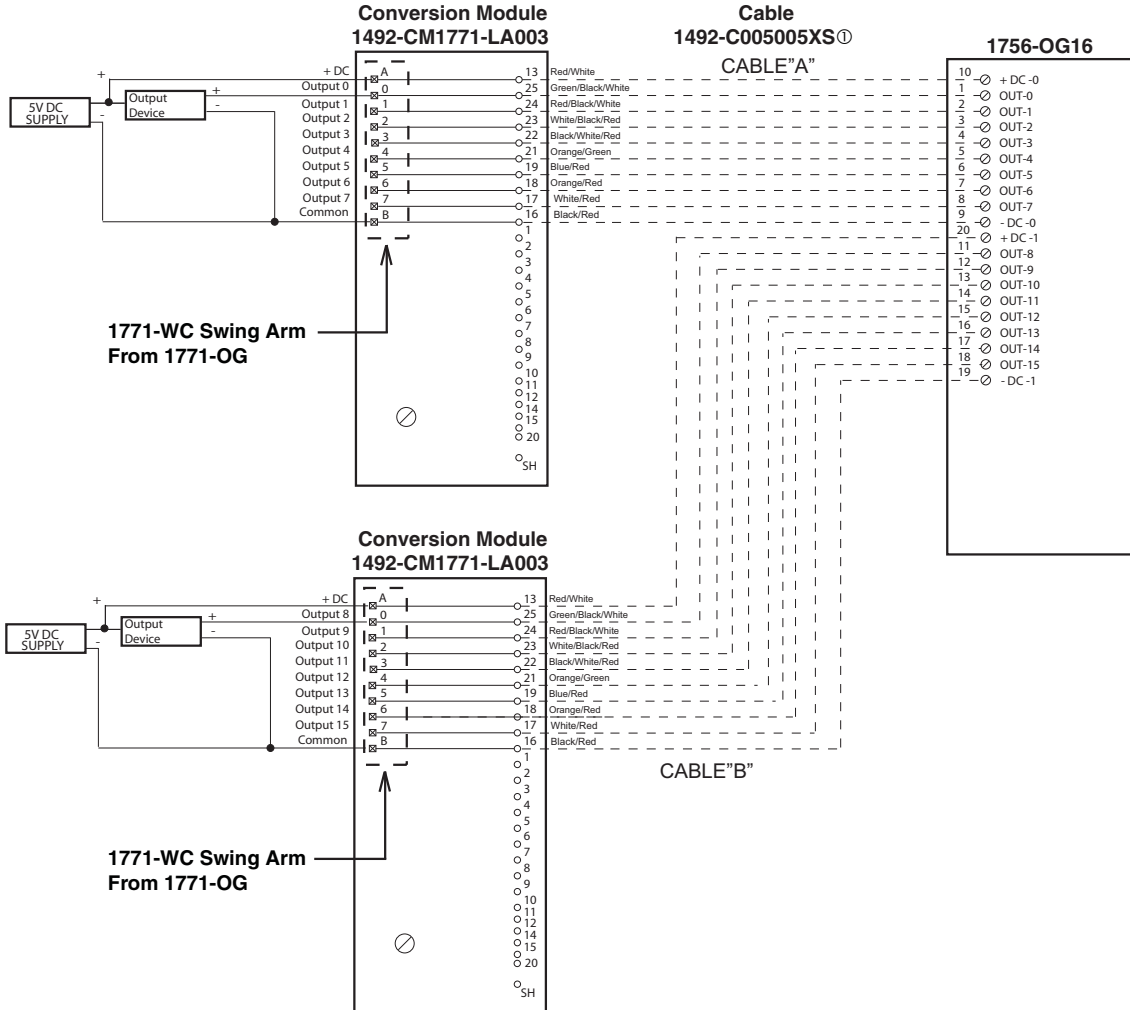 Conversion Module
1492-CM1771-LA003
Cable
1492-C005005XS①
CABLE"A"
1756-OG16
+
5V DC
SUPPLY
-
Output
Device
+
-
+ DC
Output 0
Output 1
Output 2
Output 3
Output 4
Output 5
Output 6
Output 7
Common
A
0
1
2
3
4
5
6
7
B
13 Red/White
25 Green/Black/White
24 Red/Black/White
23 White/Black/Red
22 Black/White/Red
21 Orange/Green
19 Blue/Red
18 Orange/Red
17 White/Red
16 Black/Red
1
2
3
4
5
6
7
8
9
10
11
12
14
15
20
SH
10 + DC -0
1 OUT-0
2 OUT-1
3 OUT-2
4 OUT-3
5 OUT-4
6 OUT-5
7 OUT-6
8 OUT-7
9 - DC -0
20 + DC -1
11 OUT-8
12 OUT-9
13 OUT-10
14 OUT-11
15 OUT-12
16 OUT-13
17 OUT-14
18 OUT-15
19 - DC -1
1771-WC Swing Arm
From 1771-OG
Conversion Module
1492-CM1771-LA003
+
5V DC
SUPPLY
-
Output
Device
+
-
+ DC
Output 8
Output 9
Output 10
Output 11
Output 12
Output 13
Output 14
Output 15
Common
A
0
1
2
3
4
5
6
7
B
13 Red/White
25 Green/Black/White
24 Red/Black/White
23 White/Black/Red
22 Black/White/Red
21 Orange/Green
19 Blue/Red
18 Orange/Red
17 White/Red
16 Black/Red
1
2
3
4
5
6
7
8
9
10
11
12
14
15
20
SH
CABLE"B"
1771-WC Swing Arm
From 1771-OG